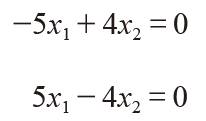 −5x₁ + 4x₂ = 0
5x₁ − 4x₂ = 0